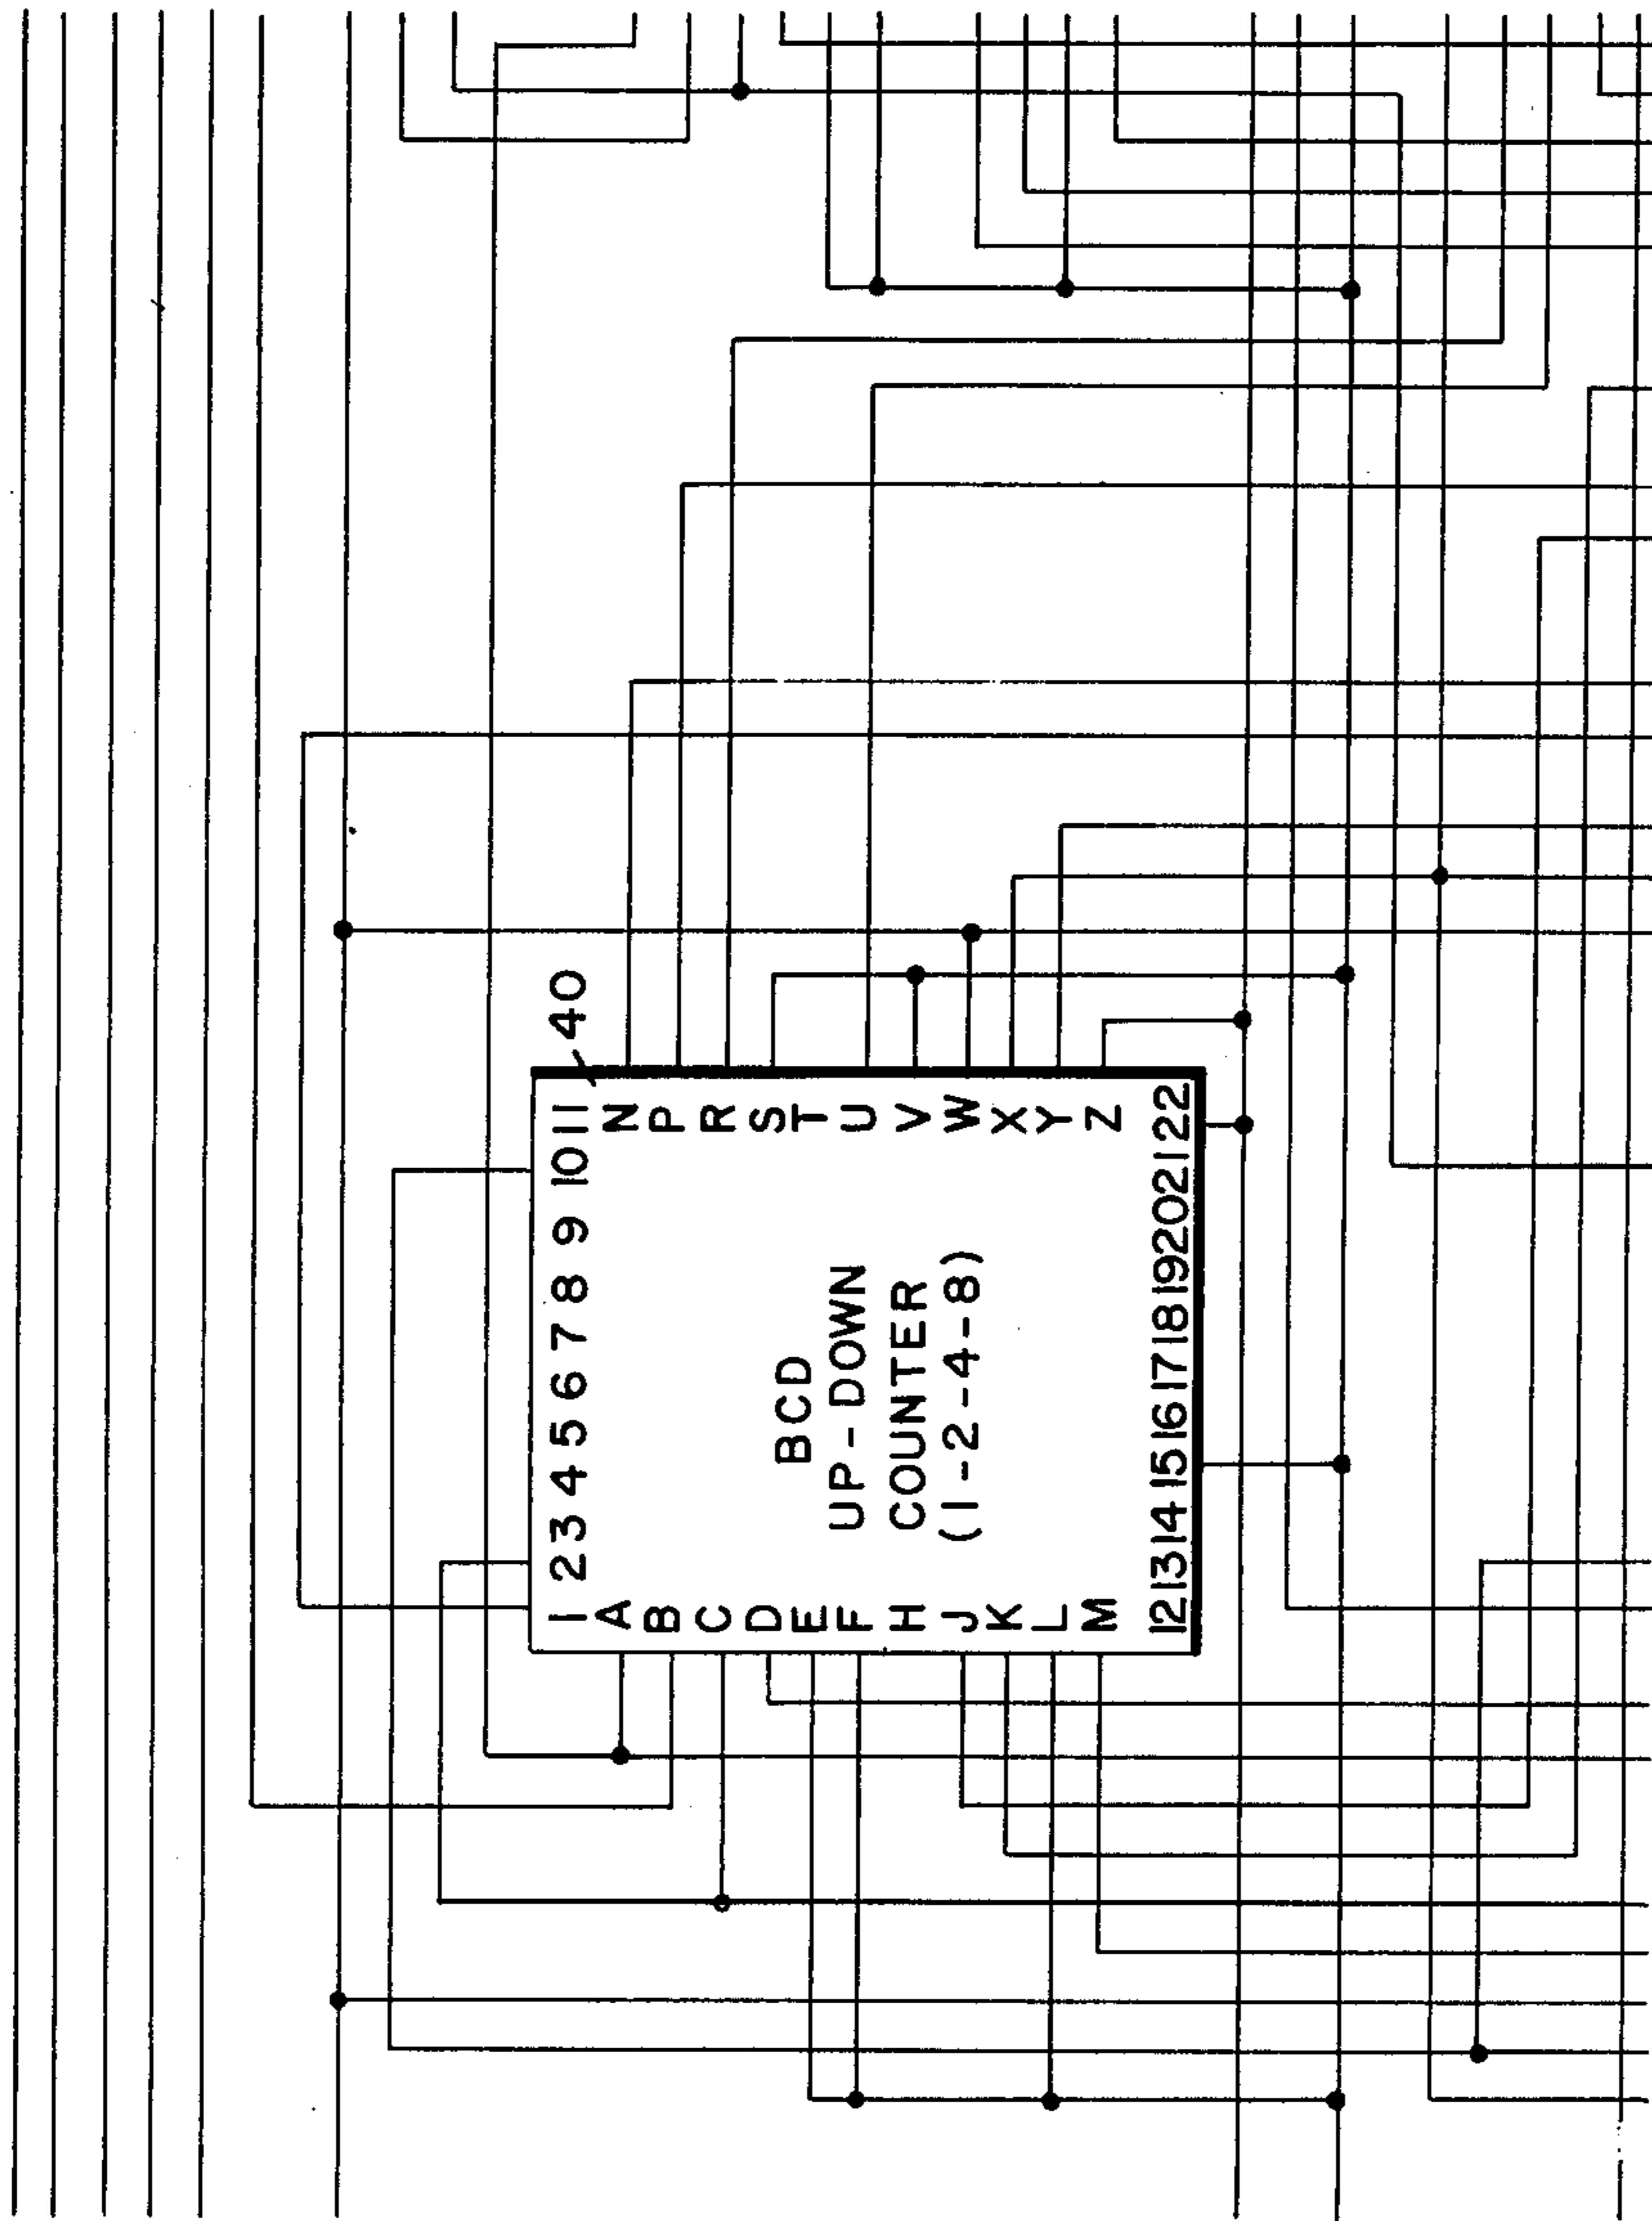 40
1 2 3 4 5 6 7 8 9 10 11
A N
B P
C R
D S
E T
F U
H V
J W
K X
L Y
M Z
BCD
UP-DOWN
COUNTER
(1-2-4-8)
12 13 14 15 16 17 18 19 20 21 22